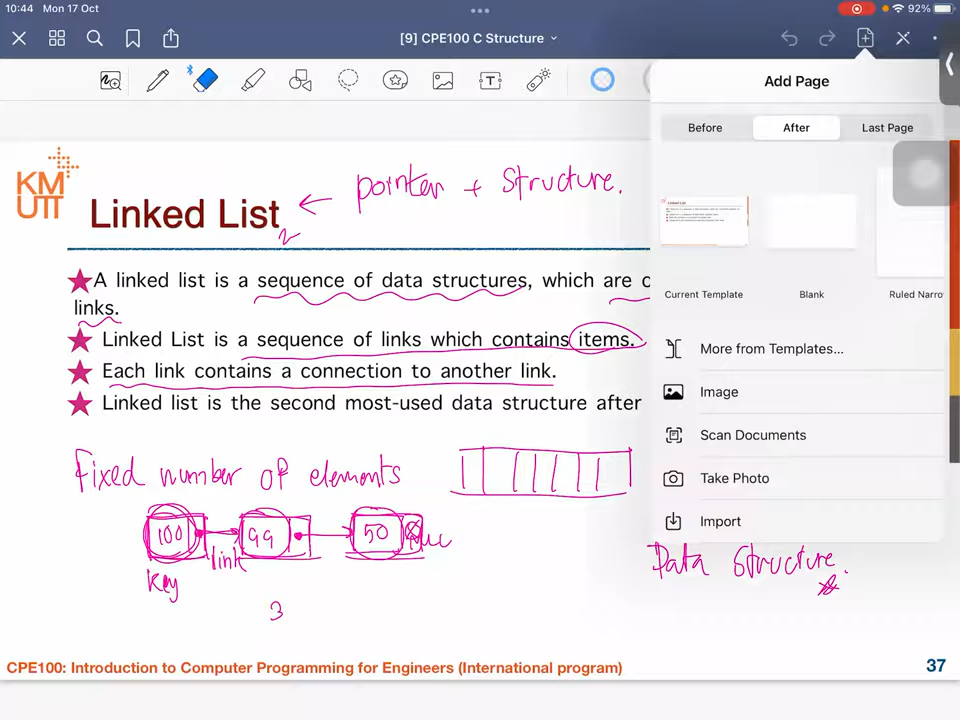 10:44 Mon 17 Oct
92%
[9] CPE100 C Structure
Add Page
Before After Last Page
Linked List
Current Template Blank Ruled Narro
More from Templates...
Image
Scan Documents
Take Photo
Import
KM
UTT
Linked List ← pointer + Structure.
A linked list is a sequence of data structures, which are c
links.
Linked List is a sequence of links which contains items.
Each link contains a connection to another link.
Linked list is the second most-used data structure after
Fixed number of elements
100 99 50
link
key
3
Data Structure.
CPE100: Introduction to Computer Programming for Engineers (International program)
37